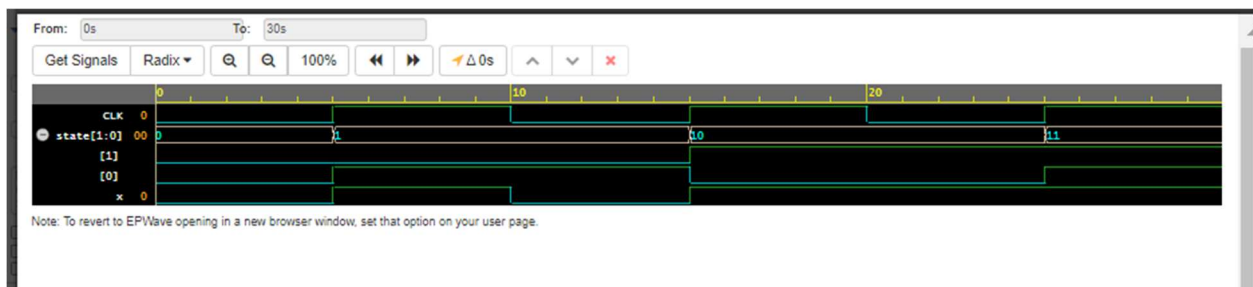 From: 0s To: 30s
Get Signals Radix 100% Δ 0s
0 10 20
CLK 0
state[1:0] 00 0 1 10 11
[1]
[0]
x 0
Note: To revert to EPWave opening in a new browser window, set that option on your user page.